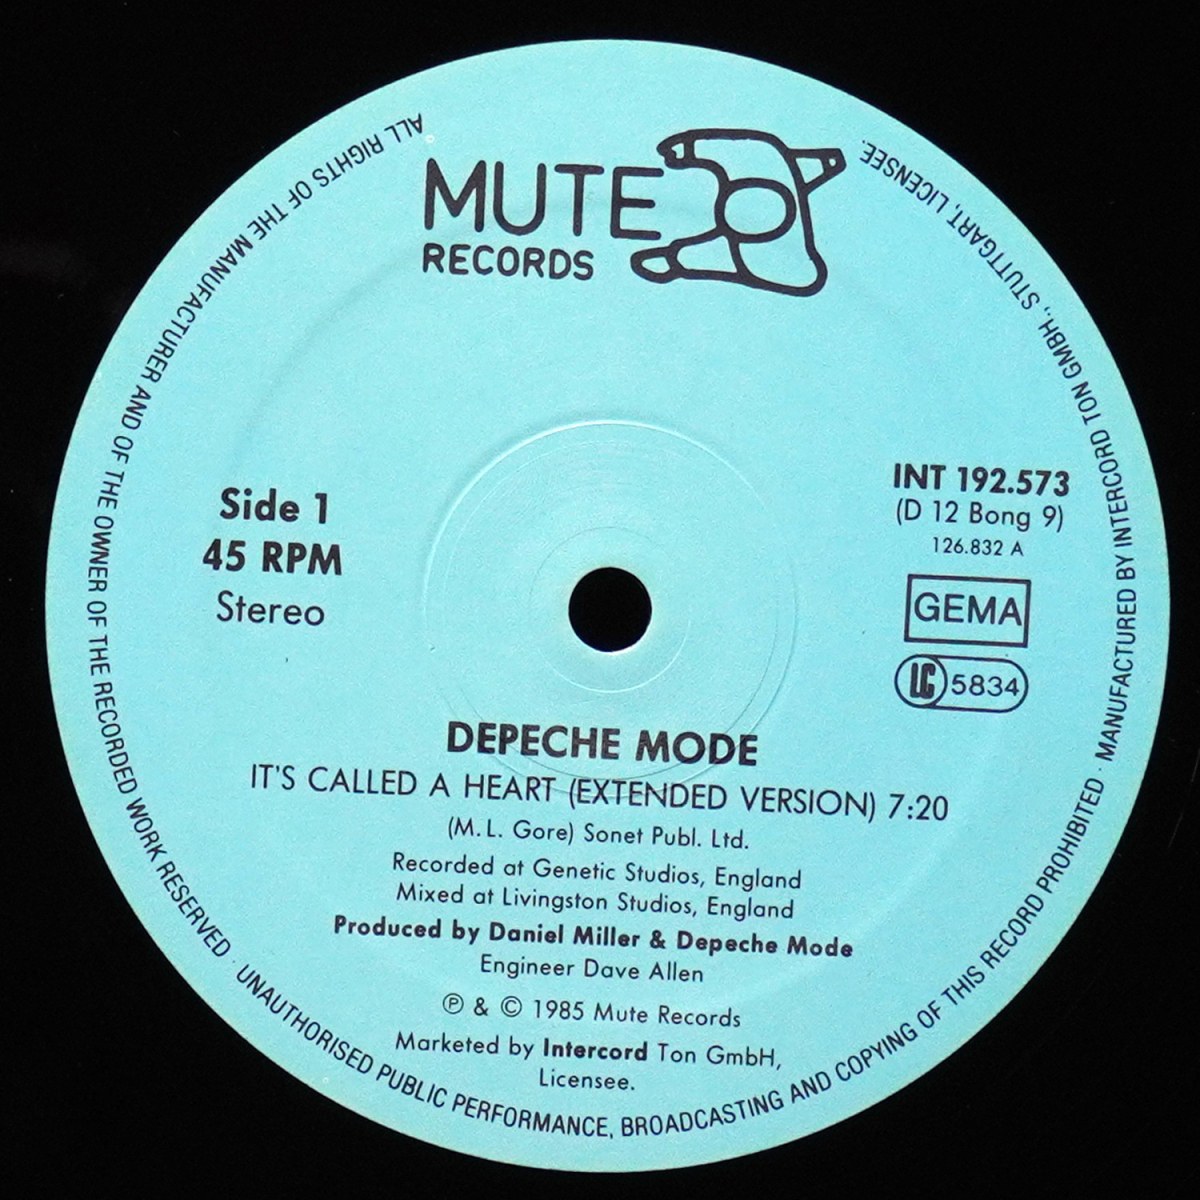 MUTE
RECORDS
Side 1
45 RPM
Stereo
INT 192.573
(D 12 Bong 9)
126.832 A
GEMA
LC 5834
DEPECHE MODE
IT'S CALLED A HEART (EXTENDED VERSION) 7:20
(M. L. Gore) Sonet Publ. Ltd.
Recorded at Genetic Studios, England
Mixed at Livingston Studios, England
Produced by Daniel Miller & Depeche Mode
Engineer Dave Allen
℗ & © 1985 Mute Records
Marketed by Intercord Ton GmbH,
Licensee.
ALL RIGHTS OF THE MANUFACTURER AND OF THE OWNER OF THE RECORDED WORK RESERVED · UNAUTHORISED PUBLIC PERFORMANCE, BROADCASTING AND COPYING OF THIS RECORD PROHIBITED · MANUFACTURED BY INTERCORD TON GMBH., STUTTGART, LICENSEE.